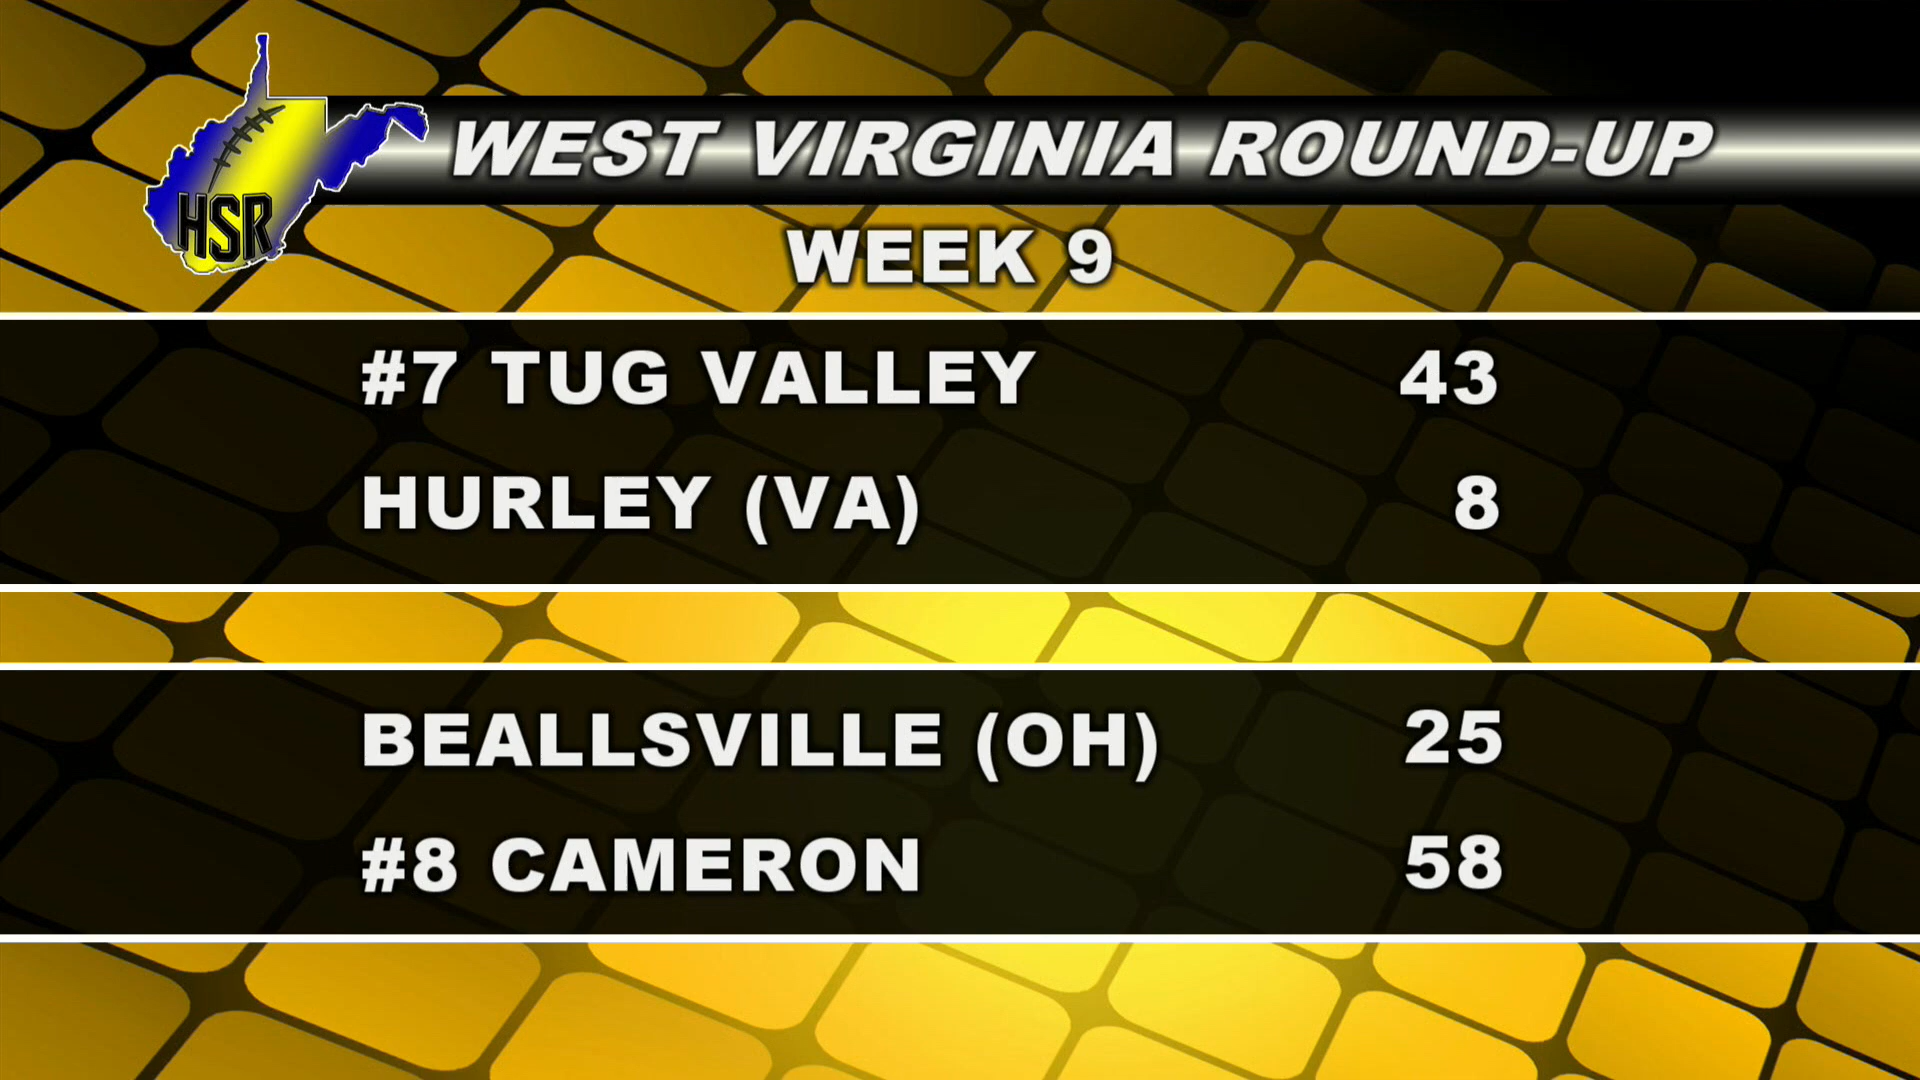 HSR
WEST VIRGINIA ROUND-UP
WEEK 9
#7 TUG VALLEY 43
HURLEY (VA) 8
BEALLSVILLE (OH) 25
#8 CAMERON 58